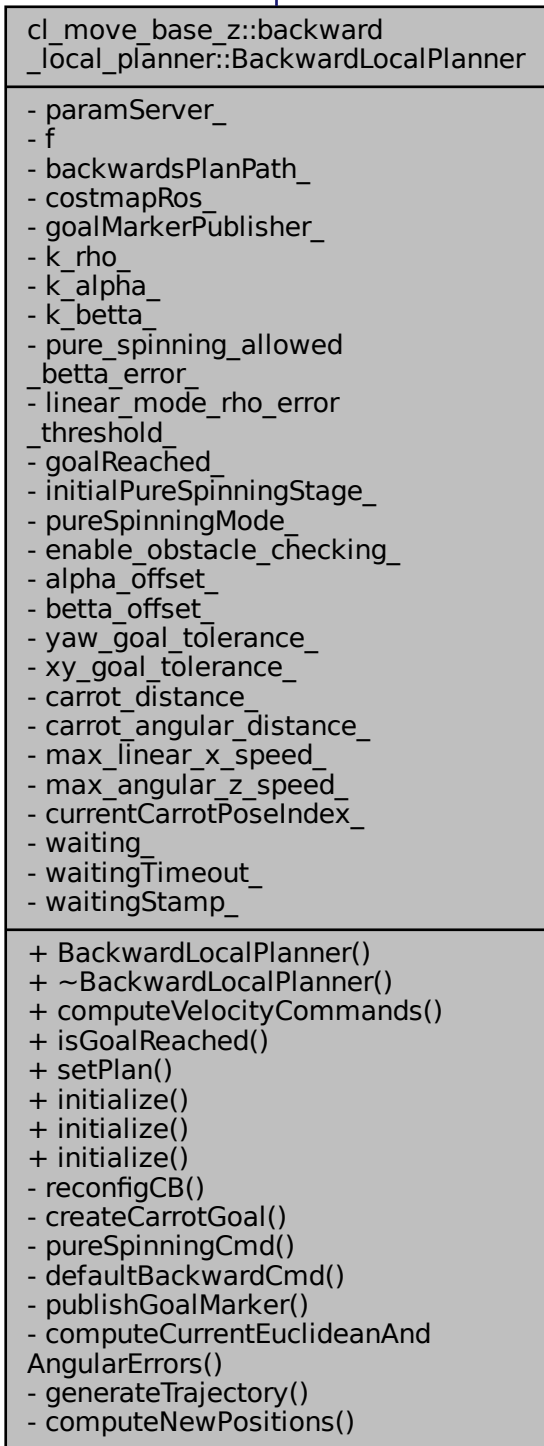 cl_move_base_z::backward
_local_planner::BackwardLocalPlanner
- paramServer_
- f
- backwardsPlanPath_
- costmapRos_
- goalMarkerPublisher_
- k_rho_
- k_alpha_
- k_betta_
- pure_spinning_allowed
_betta_error_
- linear_mode_rho_error
_threshold_
- goalReached_
- initialPureSpinningStage_
- pureSpinningMode_
- enable_obstacle_checking_
- alpha_offset_
- betta_offset_
- yaw_goal_tolerance_
- xy_goal_tolerance_
- carrot_distance_
- carrot_angular_distance_
- max_linear_x_speed_
- max_angular_z_speed_
- currentCarrotPoseIndex_
- waiting_
- waitingTimeout_
- waitingStamp_
+ BackwardLocalPlanner()
+ ~BackwardLocalPlanner()
+ computeVelocityCommands()
+ isGoalReached()
+ setPlan()
+ initialize()
+ initialize()
+ initialize()
- reconfigCB()
- createCarrotGoal()
- pureSpinningCmd()
- defaultBackwardCmd()
- publishGoalMarker()
- computeCurrentEuclideanAnd
AngularErrors()
- generateTrajectory()
- computeNewPositions()